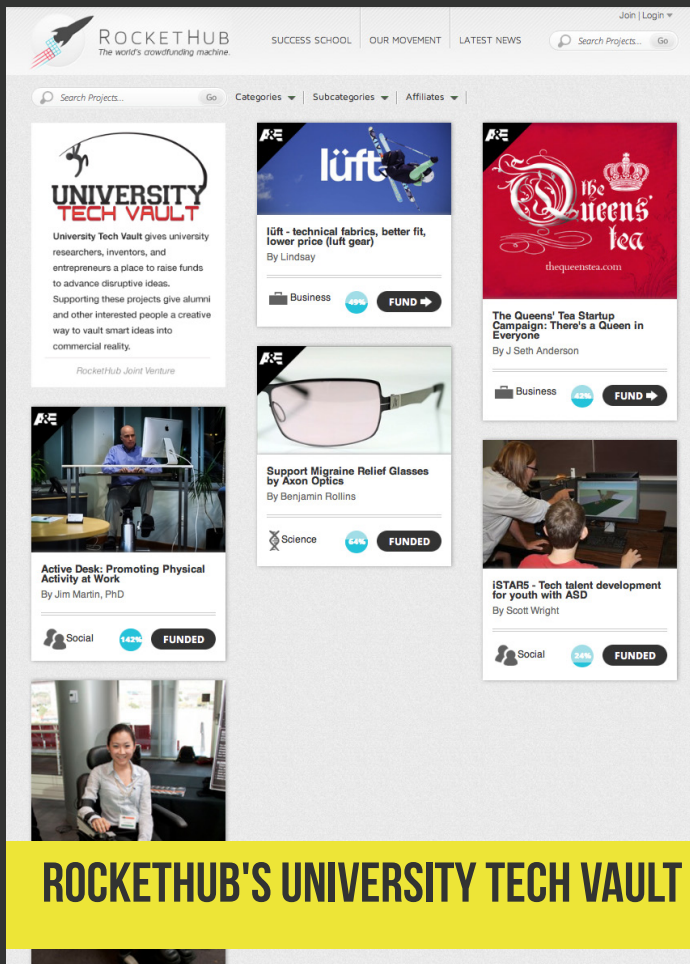 Join | Login
ROCKETHUB
The world's crowdfunding machine.
SUCCESS SCHOOL
OUR MOVEMENT
LATEST NEWS
Search Projects...
Go
Search Projects...
Go
Categories
Subcategories
Affiliates
UNIVERSITY
TECH VAULT
University Tech Vault gives university
researchers, inventors, and
entrepreneurs a place to raise funds
to advance disruptive ideas.
Supporting these projects give alumni
and other interested people a creative
way to vault smart ideas into
commercial reality.
RocketHub Joint Venture
A&E
Active Desk: Promoting Physical
Activity at Work
By Jim Martin, PhD
Social
142%
FUNDED
A&E
lüft
lüft - technical fabrics, better fit,
lower price (luft gear)
By Lindsay
Business
49%
FUND
A&E
Support Migraine Relief Glasses
by Axon Optics
By Benjamin Rollins
Science
64%
FUNDED
A&E
the
Queens'
tea
thequeenstea.com
The Queens' Tea Startup
Campaign: There's a Queen in
Everyone
By J Seth Anderson
Business
42%
FUND
iSTAR5 - Tech talent development
for youth with ASD
By Scott Wright
Social
24%
FUNDED
ROCKETHUB'S UNIVERSITY TECH VAULT